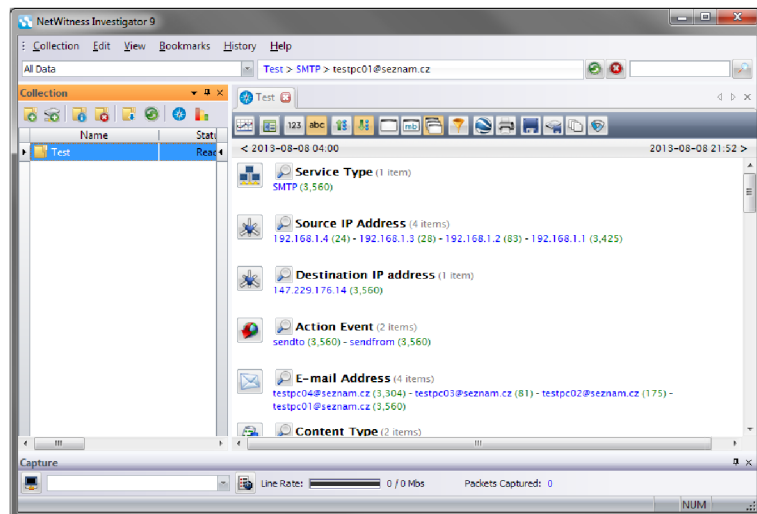 NetWitness Investigator 9
Collection Edit View Bookmarks History Help
All Data
Test > SMTP > testpc01@seznam.cz
Collection
Test
123 abc
mb
Name Stat
Test Reac
< 2013-08-08 04:00 2013-08-08 21:52 >
Service Type (1 item)
SMTP (3,560)
Source IP Address (4 items)
192.168.1.4 (24) - 192.168.1.3 (28) - 192.168.1.2 (83) - 192.168.1.1 (3,425)
Destination IP address (1 item)
147.229.176.14 (3,560)
Action Event (2 items)
sendto (3,560) - sendfrom (3,560)
E-mail Address (4 items)
testpc04@seznam.cz (3,304) - testpc03@seznam.cz (81) - testpc02@seznam.cz (175) -
testpc01@seznam.cz (3,560)
Content Type (2 items)
Capture
Line Rate: 0 / 0 Mbs Packets Captured: 0
NUM